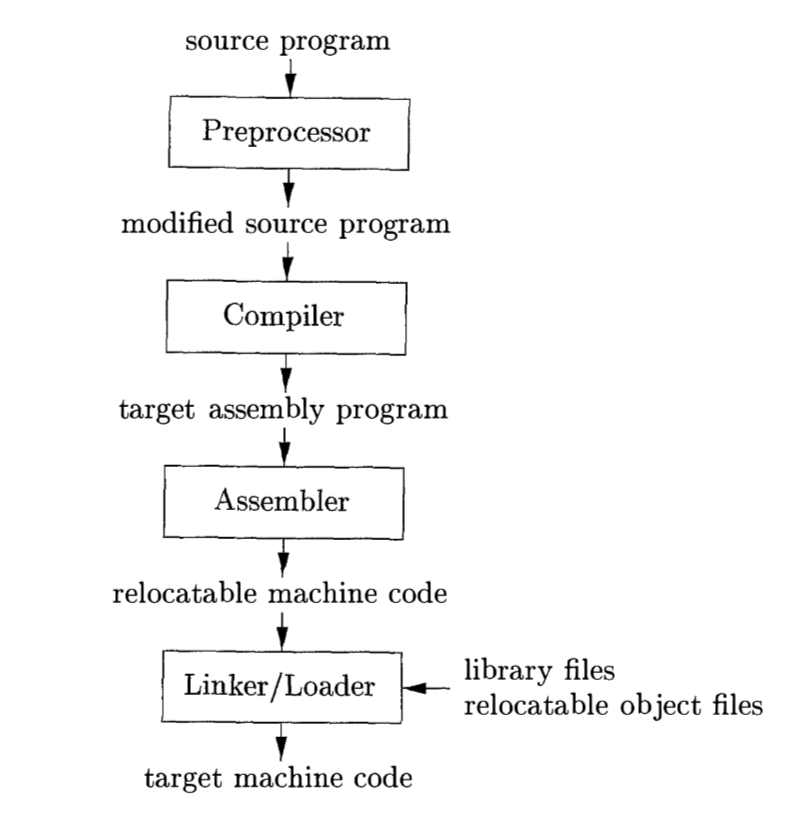 source program
Preprocessor
modified source program
Compiler
target assembly program
Assembler
relocatable machine code
Linker/Loader
library files
relocatable object files
target machine code